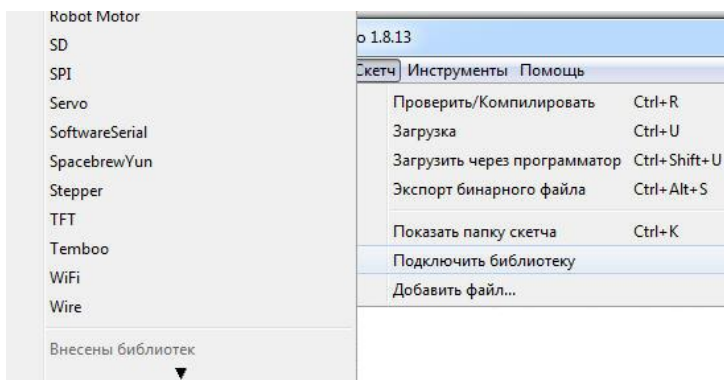 Robot Motor
SD
SPI
Servo
SoftwareSerial
SpacebrewYun
Stepper
TFT
Temboo
WiFi
Wire
Внесены библиотек
o 1.8.13
Скетч Инструменты Помощь
Проверить/Компилировать Ctrl+R
Загрузка Ctrl+U
Загрузить через программатор Ctrl+Shift+U
Экспорт бинарного файла Ctrl+Alt+S
Показать папку скетча Ctrl+K
Подключить библиотеку
Добавить файл...